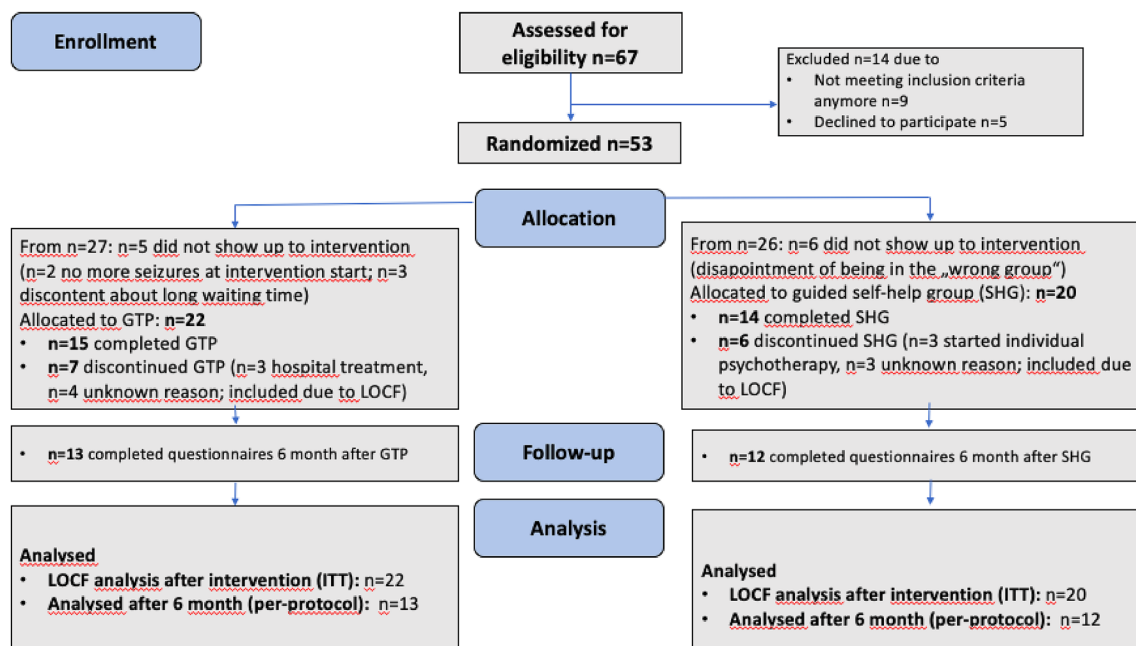 Enrollment
Assessed for
eligibility n=67
Excluded n=14 due to
• Not meeting inclusion criteria
anymore n=9
• Declined to participate n=5
Randomized n=53
Allocation
From n=27: n=5 did not show up to intervention
(n=2 no more seizures at intervention start; n=3
discontent about long waiting time)
Allocated to GTP: n=22
• n=15 completed GTP
• n=7 discontinued GTP (n=3 hospital treatment,
n=4 unknown reason; included due to LOCF)
From n=26: n=6 did not show up to intervention
(disapointment of being in the „wrong group“)
Allocated to guided self-help group (SHG): n=20
• n=14 completed SHG
• n=6 discontinued SHG (n=3 started individual
psychotherapy, n=3 unknown reason; included due
to LOCF)
Follow-up
• n=13 completed questionnaires 6 month after GTP
• n=12 completed questionnaires 6 month after SHG
Analysis
Analysed
• LOCF analysis after intervention (ITT): n=22
• Analysed after 6 month (per-protocol): n=13
Analysed
• LOCF analysis after intervention (ITT): n=20
• Analysed after 6 month (per-protocol): n=12